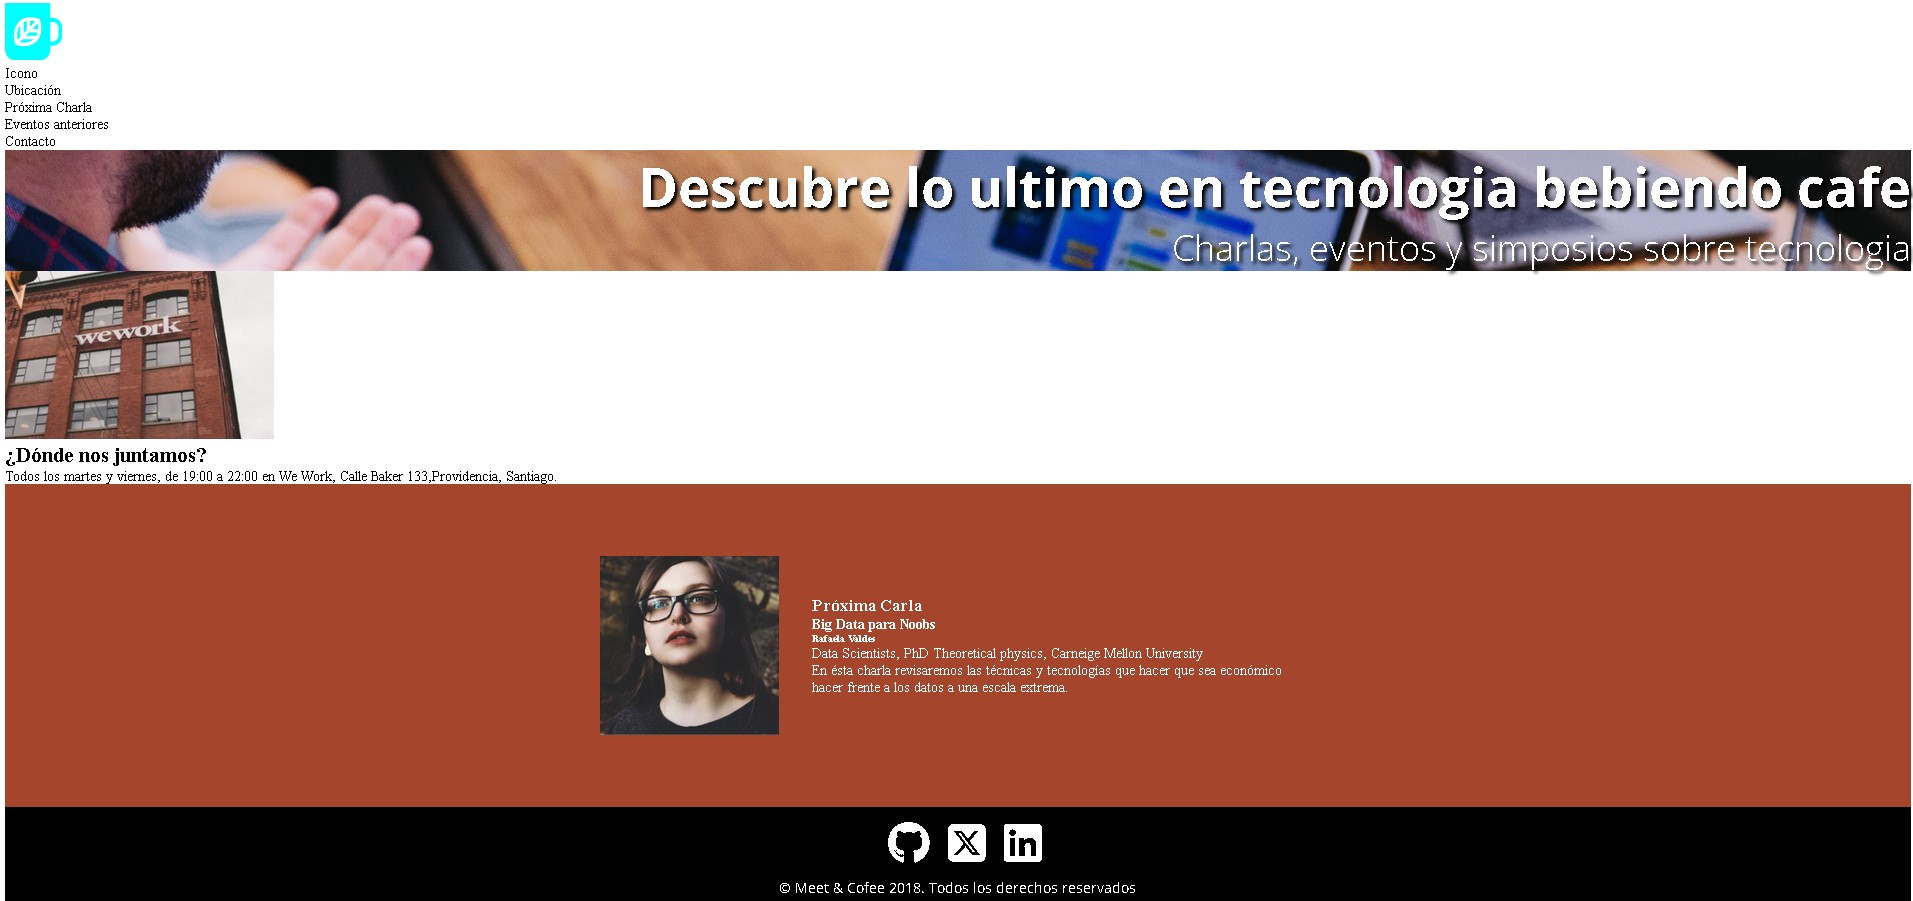 Icono
Ubicación
Próxima Charla
Eventos anteriores
Contacto
Descubre lo ultimo en tecnologia bebiendo cafe
Charlas, eventos y simposios sobre tecnologia
wework
¿Dónde nos juntamos?
Todos los martes y viernes, de 19:00 a 22:00 en We Work, Calle Baker 133,Providencia, Santiago.
Próxima Carla
Big Data para Noobs
Rafaela Valdes
Data Scientists, PhD Theoretical physics, Carneige Mellon University
En ésta charla revisaremos las técnicas y tecnologías que hacer que sea económico
hacer frente a los datos a una escala extrema.
© Meet & Cofee 2018. Todos los derechos reservados